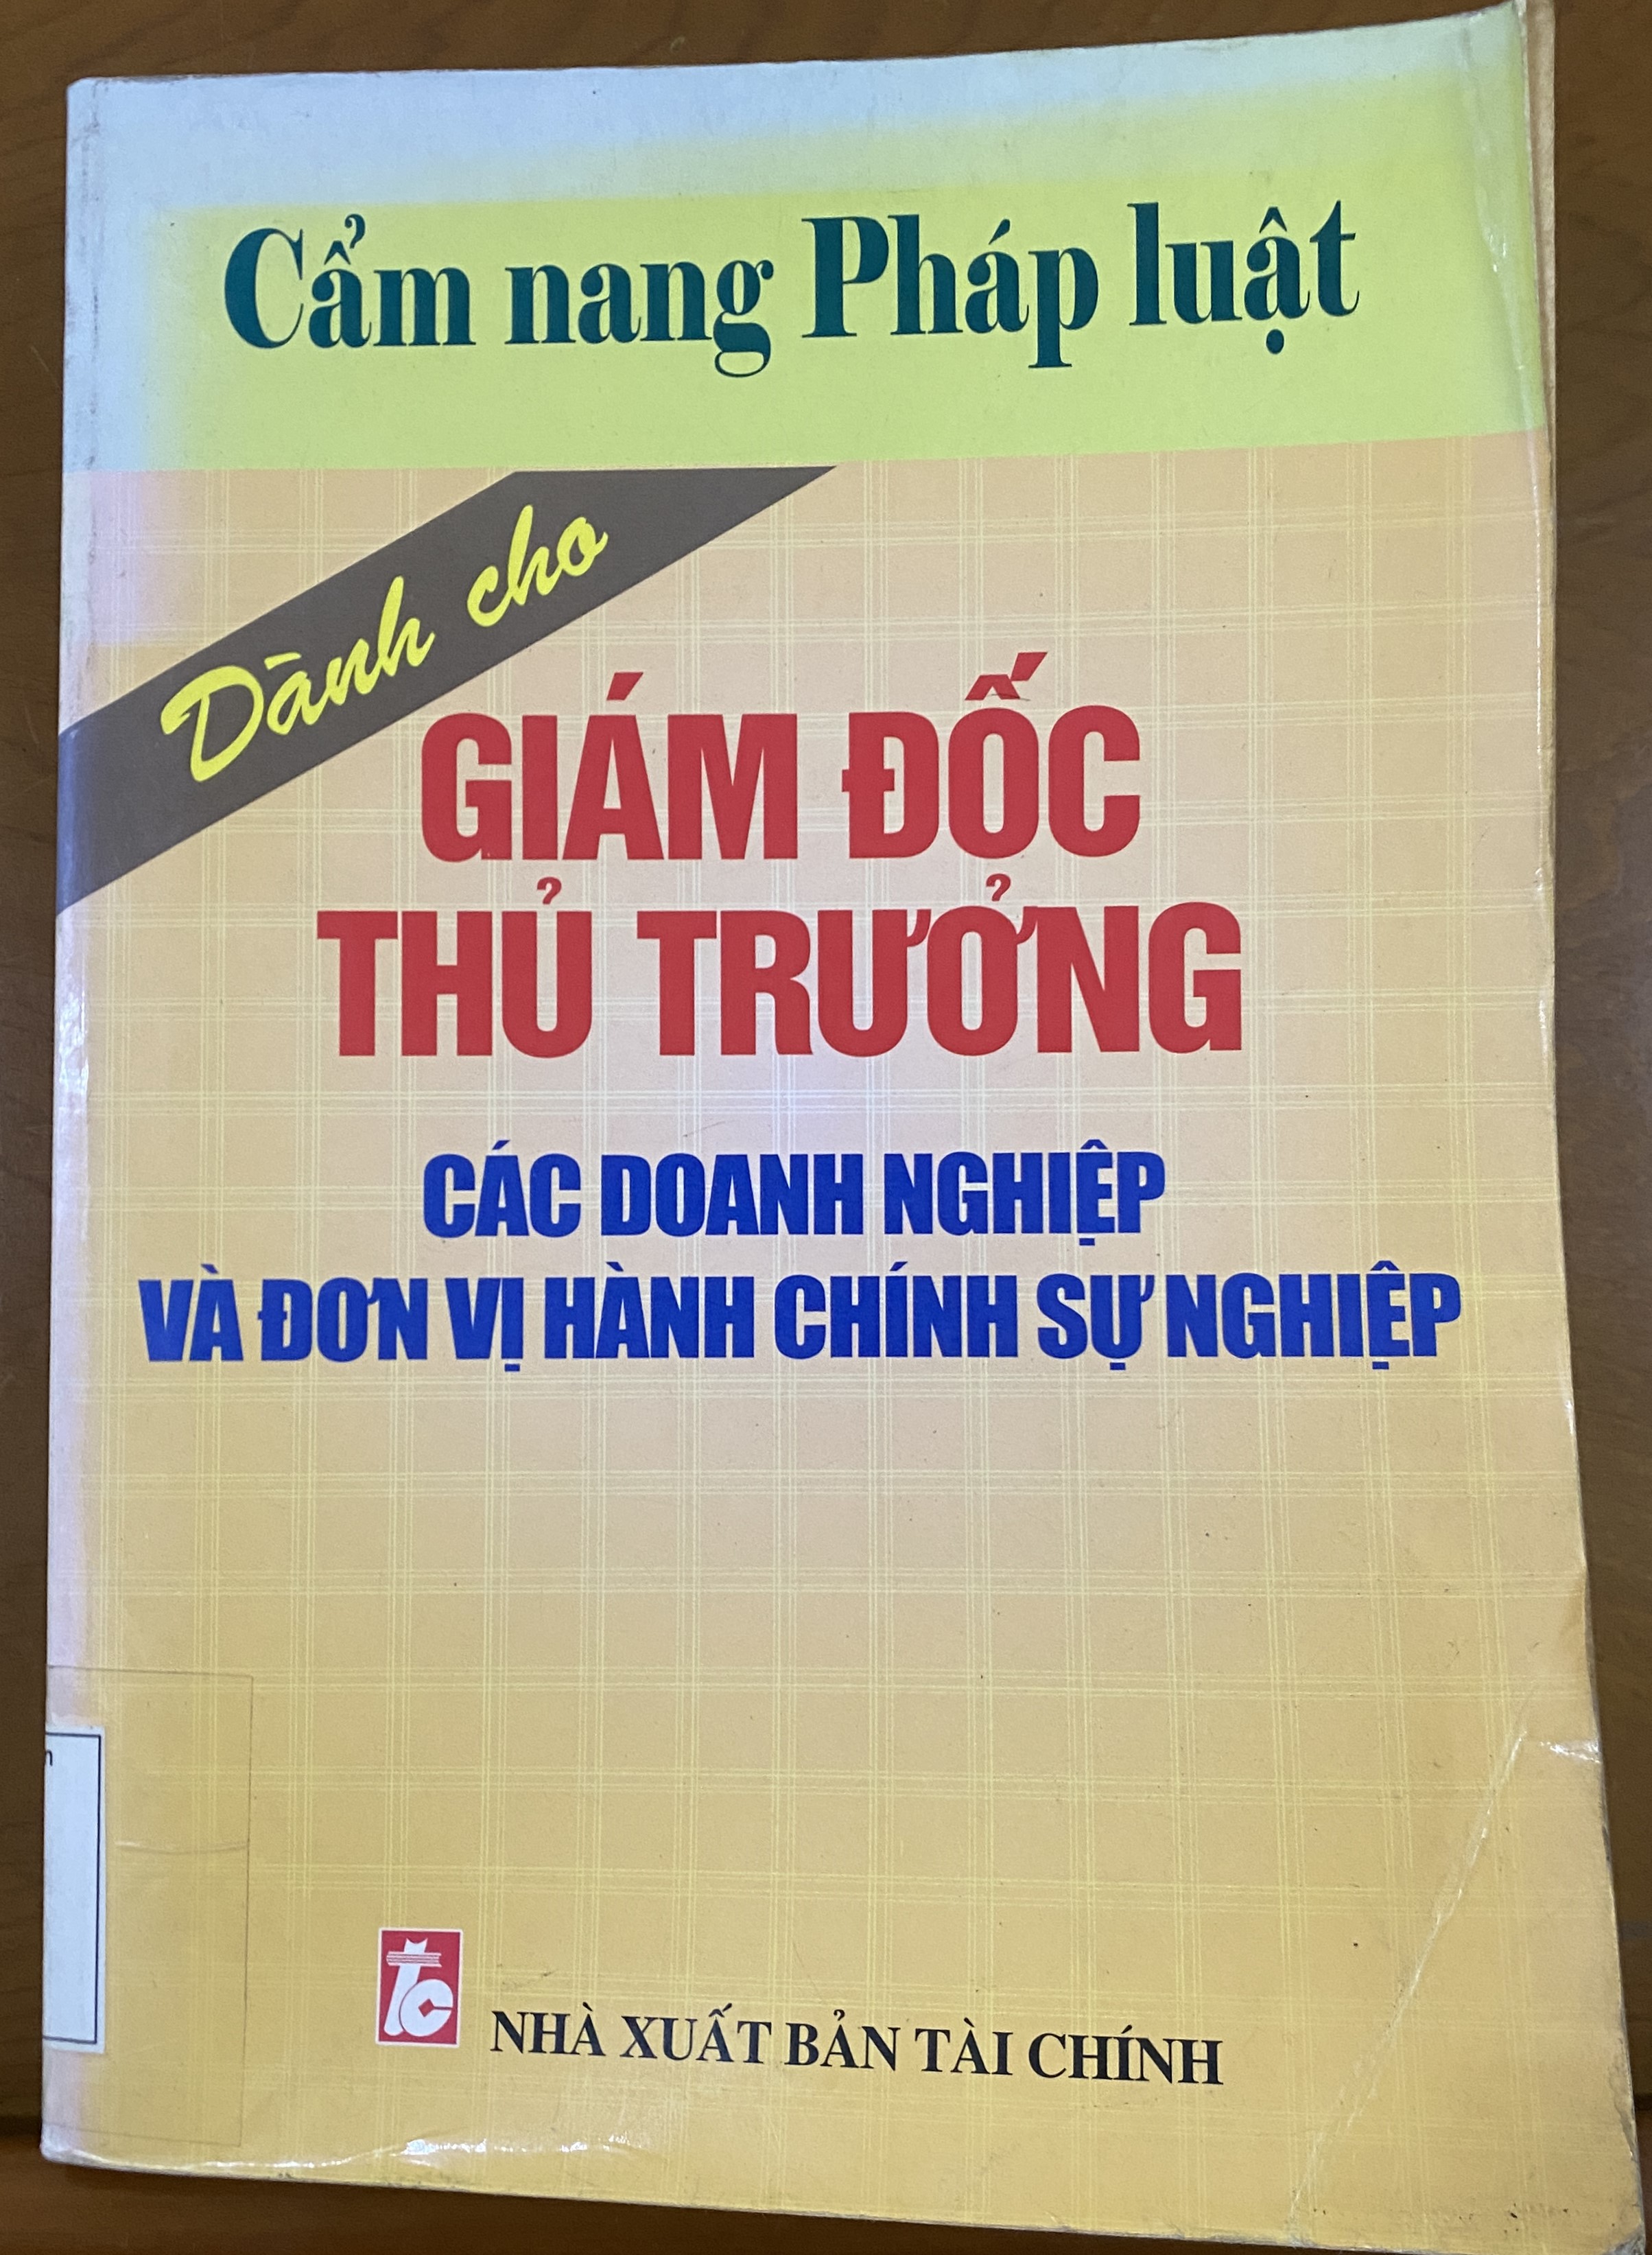 Cẩm nang Pháp luật
Dành cho
GIÁM ĐỐC
THỦ TRƯỞNG
CÁC DOANH NGHIỆP
VÀ ĐƠN VỊ HÀNH CHÍNH SỰ NGHIỆP
tc
NHÀ XUẤT BẢN TÀI CHÍNH